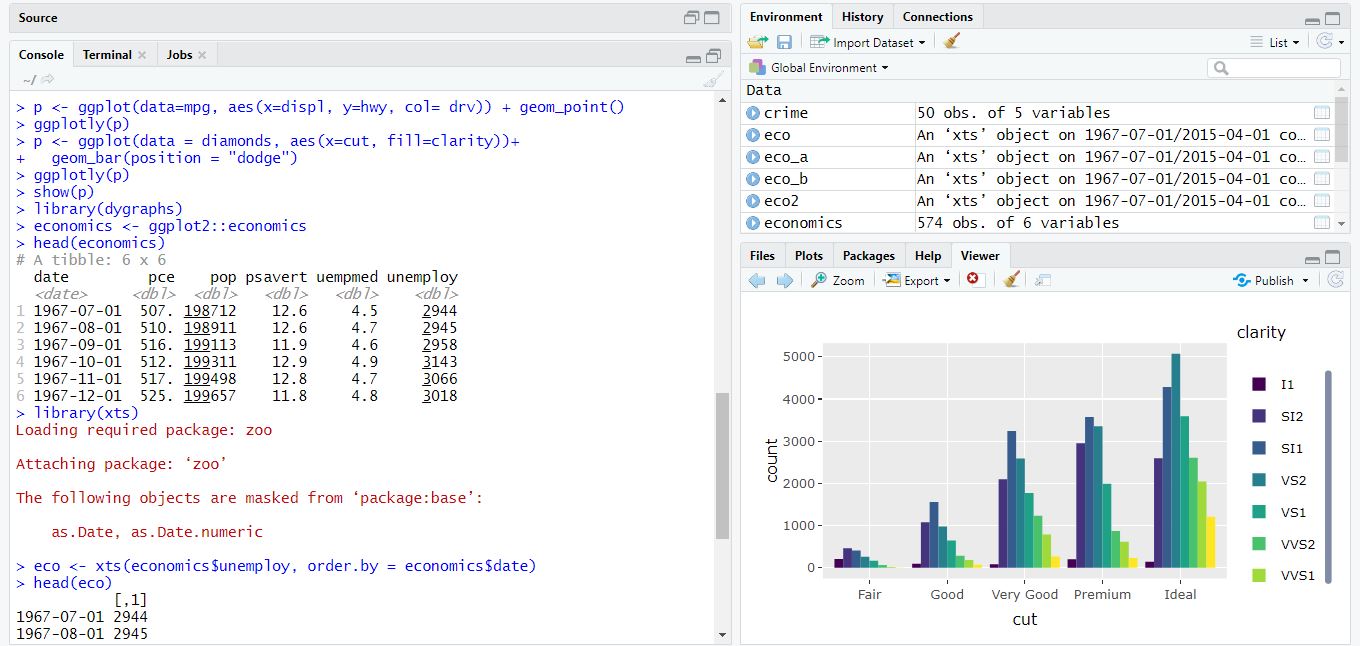 Source
Console Terminal Jobs
~/
> p <- ggplot(data=mpg, aes(x=displ, y=hwy, col= drv)) + geom_point()
> ggplotly(p)
> p <- ggplot(data = diamonds, aes(x=cut, fill=clarity))+
+   geom_bar(position = "dodge")
> ggplotly(p)
> show(p)
> library(dygraphs)
> economics <- ggplot2::economics
> head(economics)
# A tibble: 6 x 6
  date         pce    pop psavert uempmed unemploy
  <date>     <dbl>  <dbl>   <dbl>   <dbl>    <dbl>
1 1967-07-01  507. 198712    12.6     4.5     2944
2 1967-08-01  510. 198911    12.6     4.7     2945
3 1967-09-01  516. 199113    11.9     4.6     2958
4 1967-10-01  512. 199311    12.9     4.9     3143
5 1967-11-01  517. 199498    12.8     4.7     3066
6 1967-12-01  525. 199657    11.8     4.8     3018
> library(xts)
Loading required package: zoo
Attaching package: ‘zoo’
The following objects are masked from ‘package:base’:
    as.Date, as.Date.numeric
> eco <- xts(economics$unemploy, order.by = economics$date)
> head(eco)
           [,1]
1967-07-01 2944
1967-08-01 2945
Environment History Connections
Import Dataset List
Global Environment
Data
crime 50 obs. of 5 variables
eco An ‘xts’ object on 1967-07-01/2015-04-01 co…
eco_a An ‘xts’ object on 1967-07-01/2015-04-01 co…
eco_b An ‘xts’ object on 1967-07-01/2015-04-01 co…
eco2 An ‘xts’ object on 1967-07-01/2015-04-01 co…
economics 574 obs. of 6 variables
Files Plots Packages Help Viewer
Zoom Export Publish
clarity
I1
SI2
SI1
VS2
VS1
VVS2
VVS1
5000
4000
3000
2000
1000
0
count
Fair Good Very Good Premium Ideal
cut